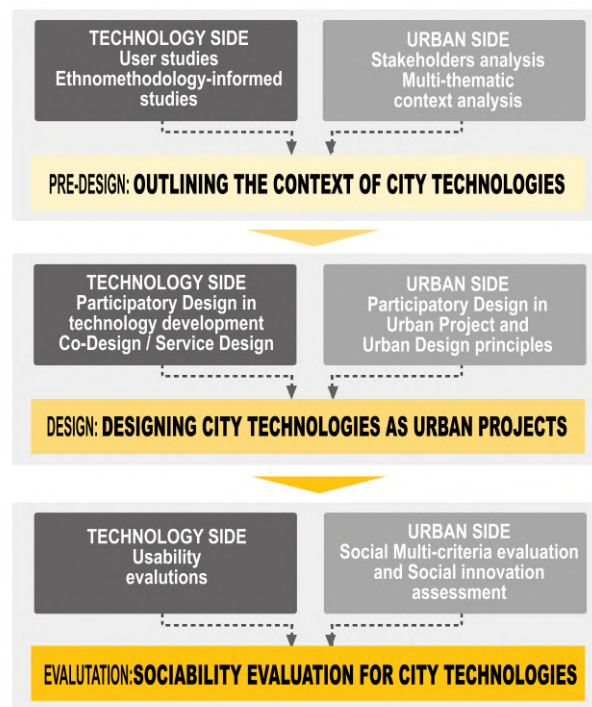 TECHNOLOGY SIDE
User studies
Ethnomethodology-informed
studies
URBAN SIDE
Stakeholders analysis
Multi-thematic
context analysis
PRE-DESIGN: OUTLINING THE CONTEXT OF CITY TECHNOLOGIES
TECHNOLOGY SIDE
Participatory Design in
technology development
Co-Design / Service Design
URBAN SIDE
Participatory Design in
Urban Project and
Urban Design principles
DESIGN: DESIGNING CITY TECHNOLOGIES AS URBAN PROJECTS
TECHNOLOGY SIDE
Usability
evalutions
URBAN SIDE
Social Multi-criteria evaluation
and Social innovation
assessment
EVALUTATION:SOCIABILITY EVALUATION FOR CITY TECHNOLOGIES